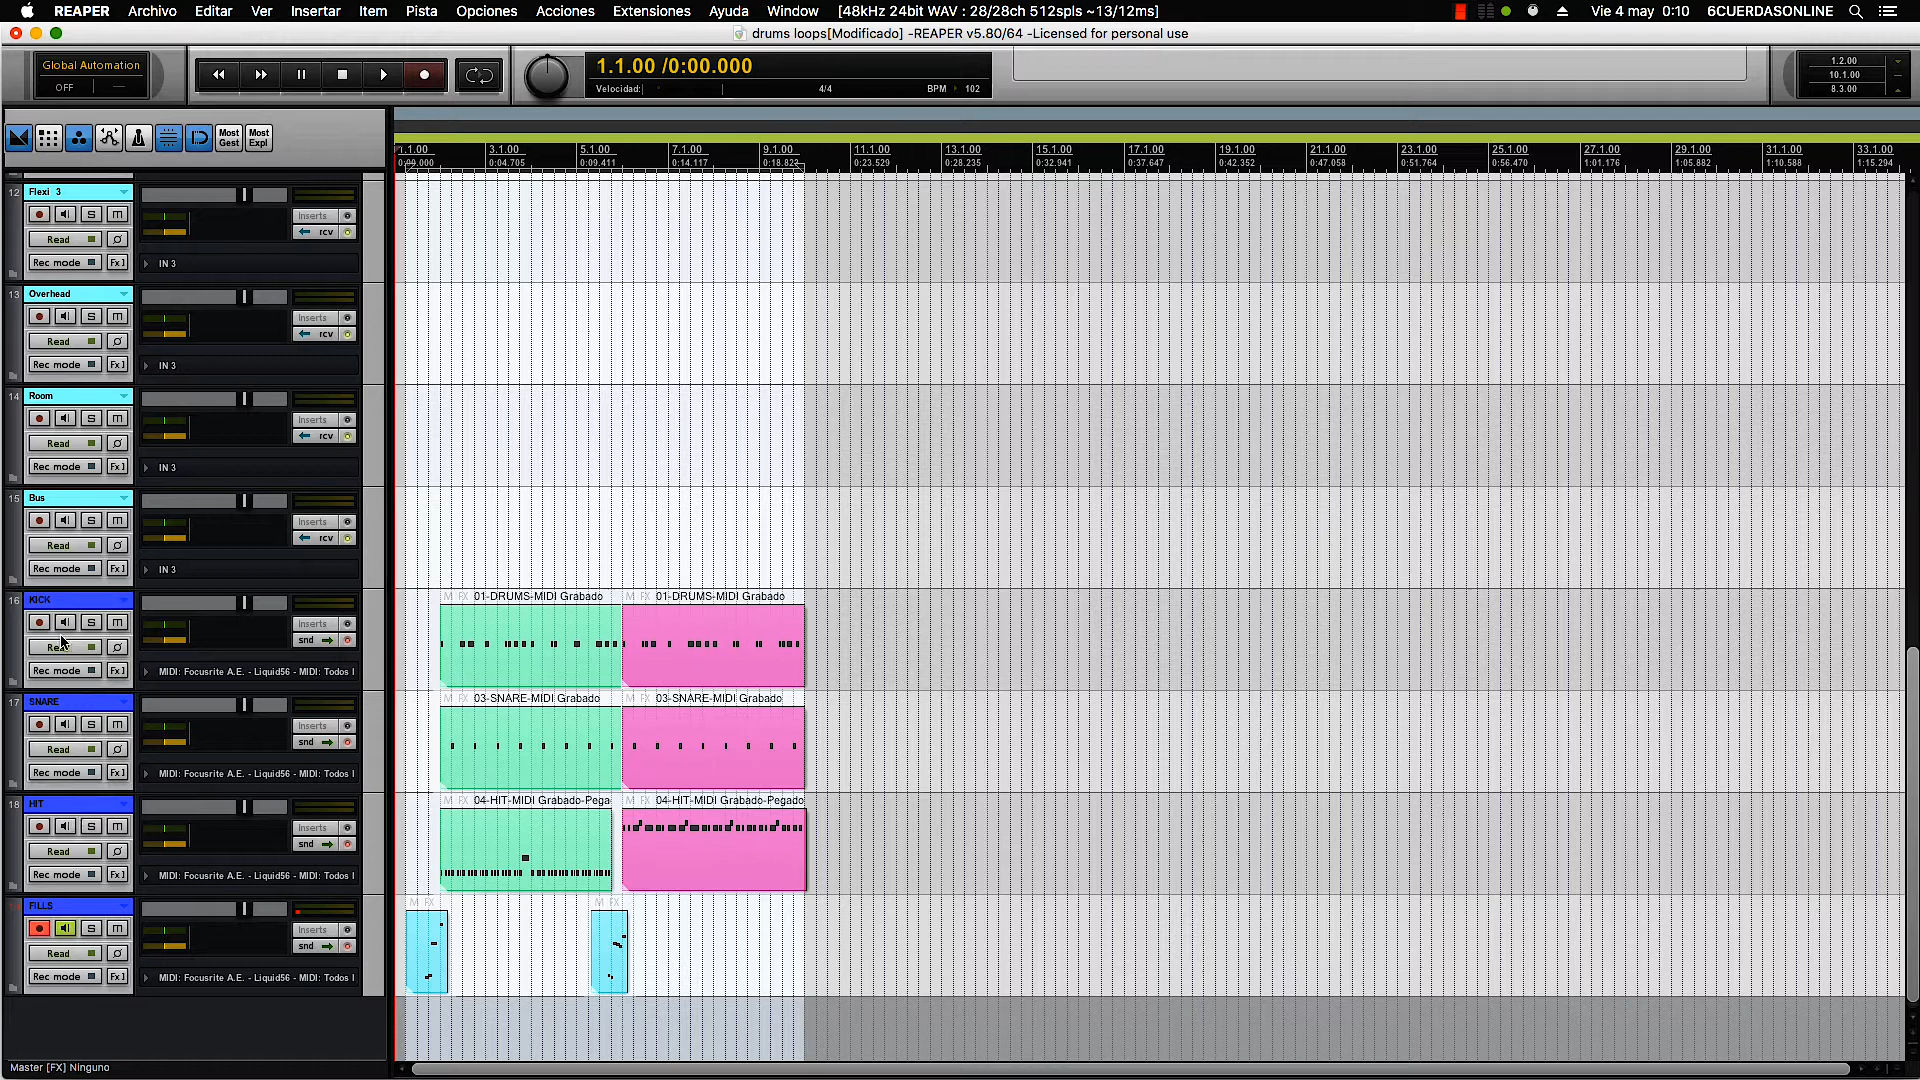 REAPER Archivo Editar Ver Insertar Item Pista Opciones Acciones Extensiones Ayuda Window [48kHz 24bit WAV : 28/28ch 512spls ~13/12ms] Vie 4 may 0:10 6CUERDASONLINE
drums loops[Modificado] -REAPER v5.80/64 -Licensed for personal use
Global Automation
OFF
1.1.00 /0:00.000
Velocidad: 4/4 BPM 102
1.2.00
10.1.00
8.3.00
Most Gest
Most Expl
1.1.00 3.1.00 5.1.00 7.1.00 9.1.00 11.1.00 13.1.00 15.1.00 17.1.00 19.1.00 21.1.00 23.1.00 25.1.00 27.1.00 29.1.00 31.1.00 33.1.00
0:00.000 0:04.705 0:09.411 0:14.117 0:18.823 0:23.529 0:28.235 0:32.941 0:37.647 0:42.352 0:47.058 0:51.764 0:56.470 1:01.176 1:05.882 1:10.588 1:15.294
12 Flexi 3
S m Inserts
Read Ø rcv
Rec mode Fx IN 3
13 Overhead
S m Inserts
Read Ø rcv
Rec mode Fx IN 3
14 Room
S m Inserts
Read Ø rcv
Rec mode Fx IN 3
15 Bus
S m Inserts
Read Ø rcv
Rec mode Fx IN 3
16 KICK M FX 01-DRUMS-MIDI Grabado M FX 01-DRUMS-MIDI Grabado
S m Inserts
Ø snd
Rec mode Fx MIDI: Focusrite A.E. - Liquid56 - MIDI: Todos l
17 SNARE M FX 03-SNARE-MIDI Grabado M FX 03-SNARE-MIDI Grabado
S m Inserts
Read Ø snd
Rec mode Fx MIDI: Focusrite A.E. - Liquid56 - MIDI: Todos l
18 HIT M FX 04-HIT-MIDI Grabado-Pega M FX 04-HIT-MIDI Grabado-Pegado
S m Inserts
Read Ø snd
Rec mode Fx MIDI: Focusrite A.E. - Liquid56 - MIDI: Todos l
FILLS M FX M FX
S m Inserts
Read Ø snd
Rec mode Fx MIDI: Focusrite A.E. - Liquid56 - MIDI: Todos l
Master [FX] Ninguno